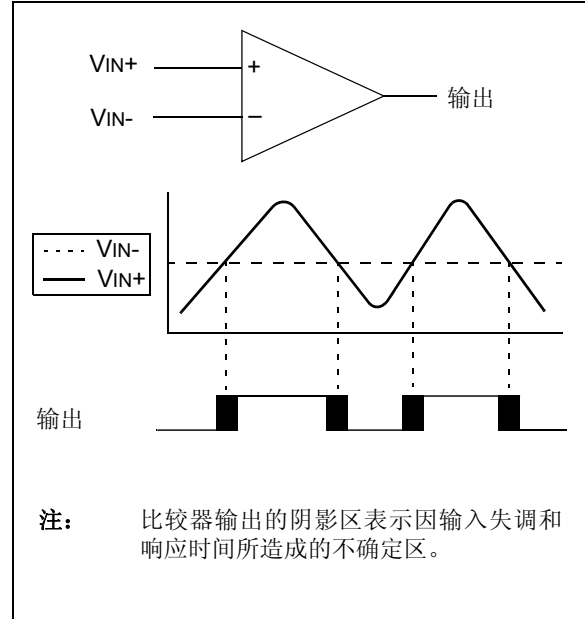 VIN+
+
VIN-
–
输出
VIN-
VIN+
输出
注： 比较器输出的阴影区表示因输入失调和
响应时间所造成的不确定区。